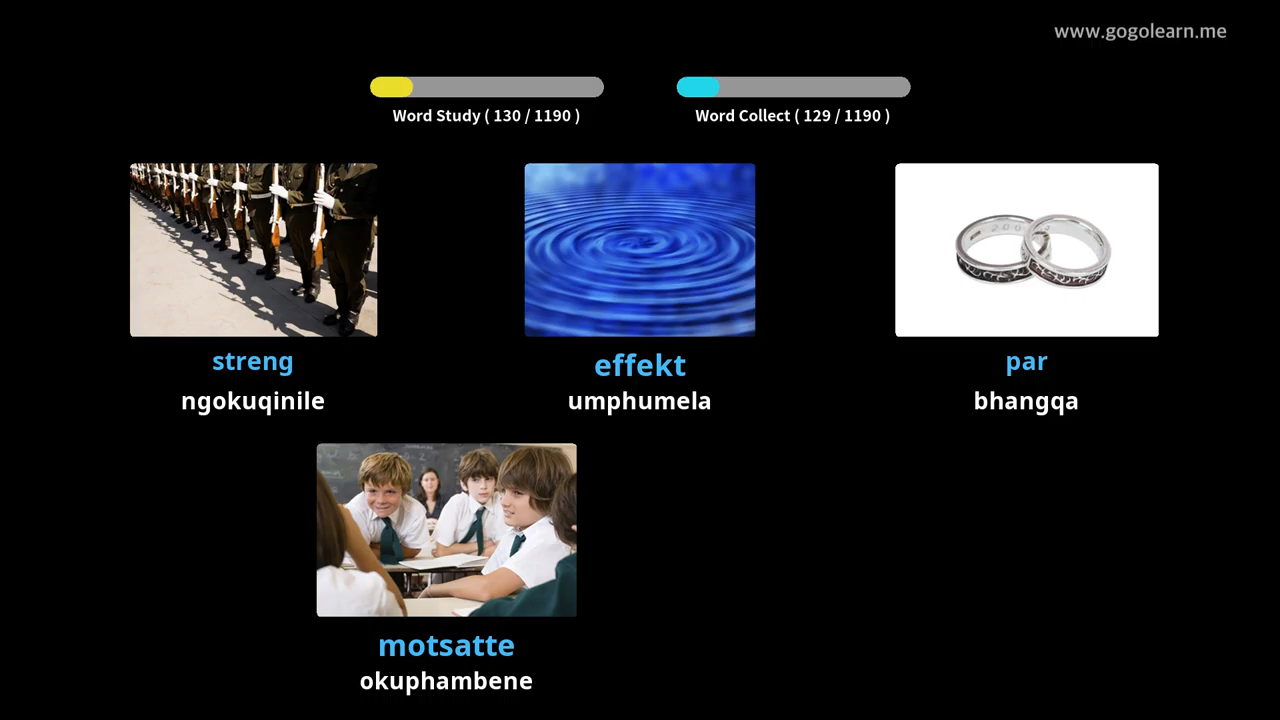 www.gogolearn.me
Word Study ( 130 / 1190 )
Word Collect ( 129 / 1190 )
streng
ngokuqinile
effekt
umphumela
par
bhangqa
motsatte
okuphambene